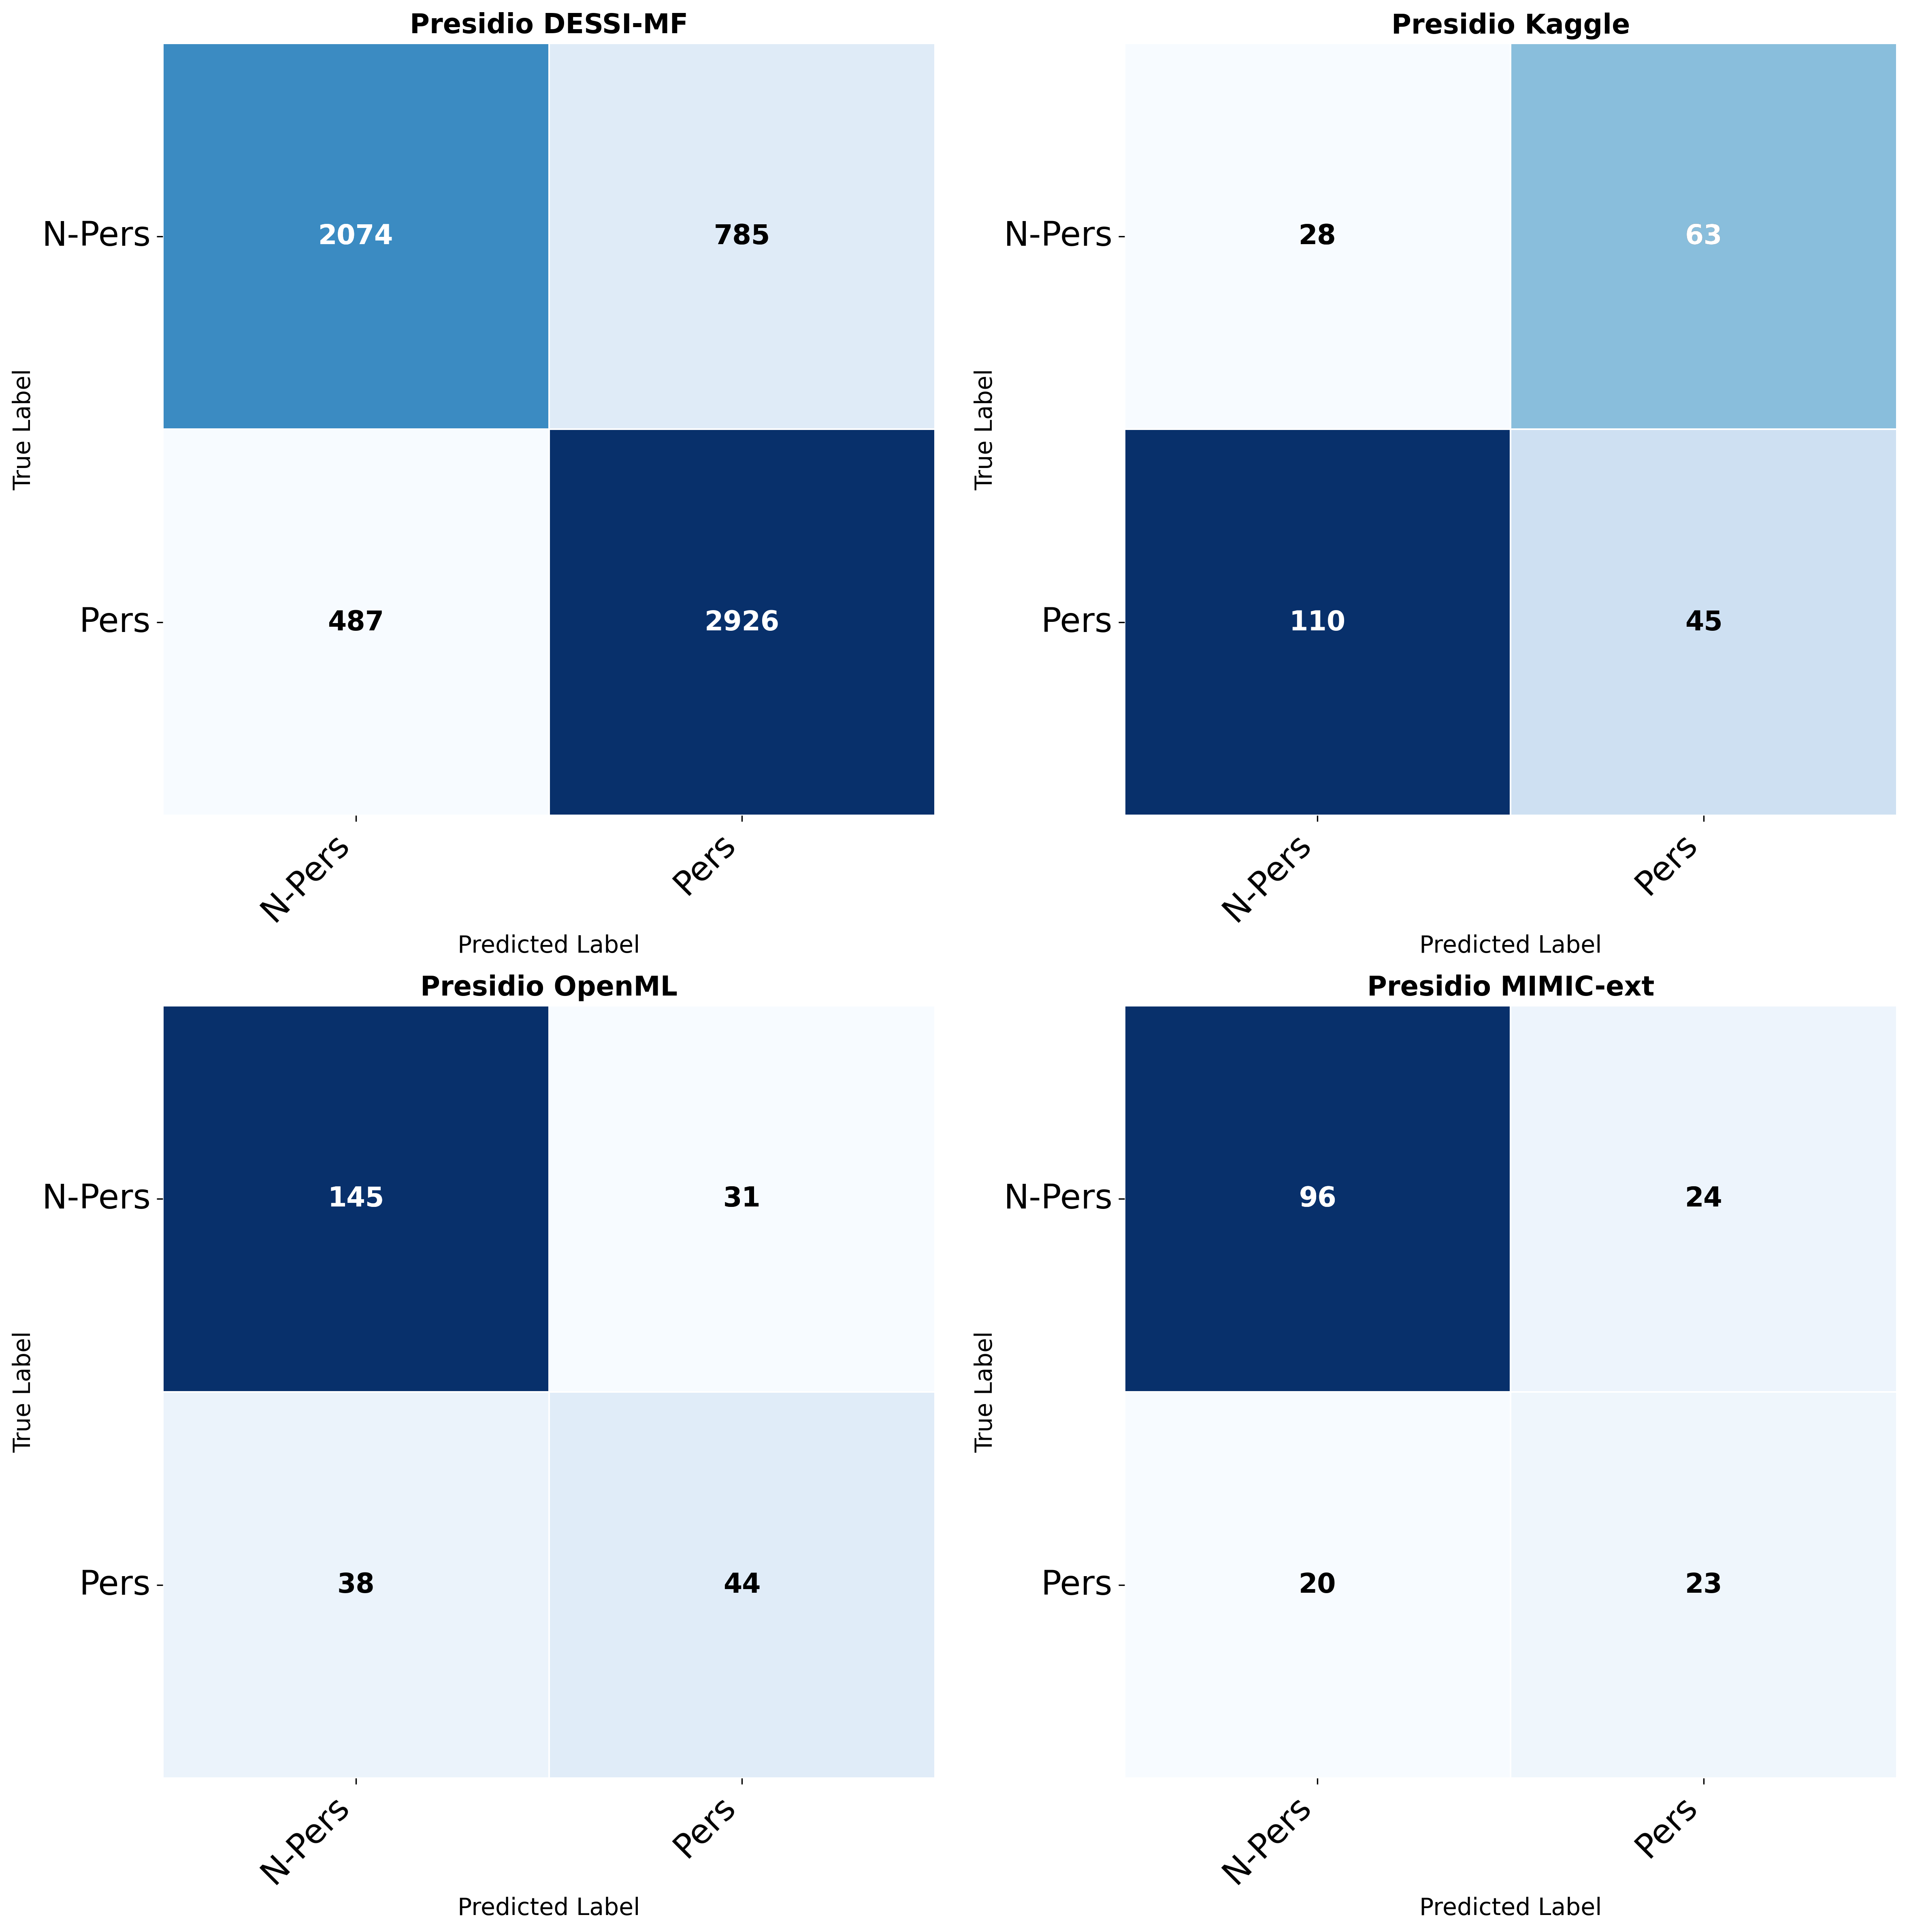 Presidio DESSI-MF
True Label
N-Pers
2074
785
Pers
487
2926
N-Pers
Pers
Predicted Label
Presidio Kaggle
True Label
N-Pers
28
63
Pers
110
45
N-Pers
Pers
Predicted Label
Presidio OpenML
True Label
N-Pers
145
31
Pers
38
44
N-Pers
Pers
Predicted Label
Presidio MIMIC-ext
True Label
N-Pers
96
24
Pers
20
23
N-Pers
Pers
Predicted Label